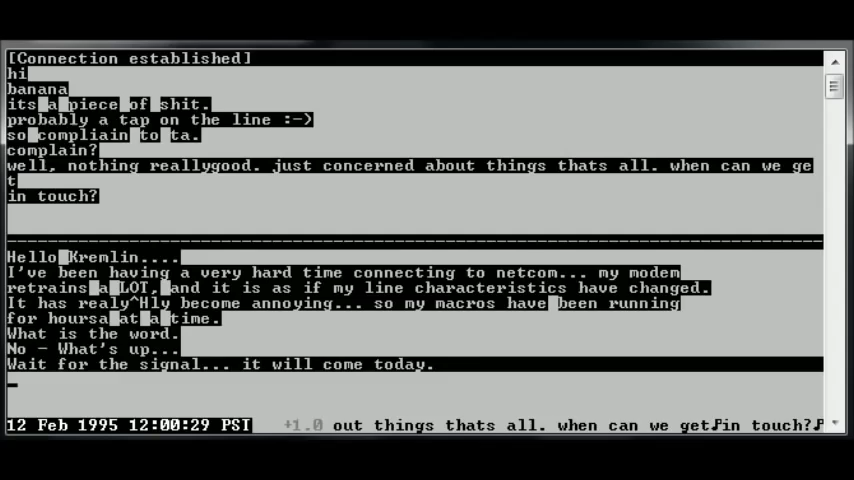 [Connection established]
hi
banana
its a piece of shit.
probably a tap on the line :-)
so compliain to ta.
complain?
well, nothing reallygood. just concerned about things thats all. when can we ge
t
in touch?
--------------------------------------------------------------------------------
Hello Kremlin....
I've been having a very hard time connecting to netcom... my modem
retrains a LOT, and it is as if my line characteristics have changed.
It has realy^Hly become annoying... so my macros have been running
for hoursa at a time.
What is the word.
No - What's up...
Wait for the signal... it will come today.
12 Feb 1995 12:00:29 PST +1.0 out things thats all. when can we get♪in touch?♪